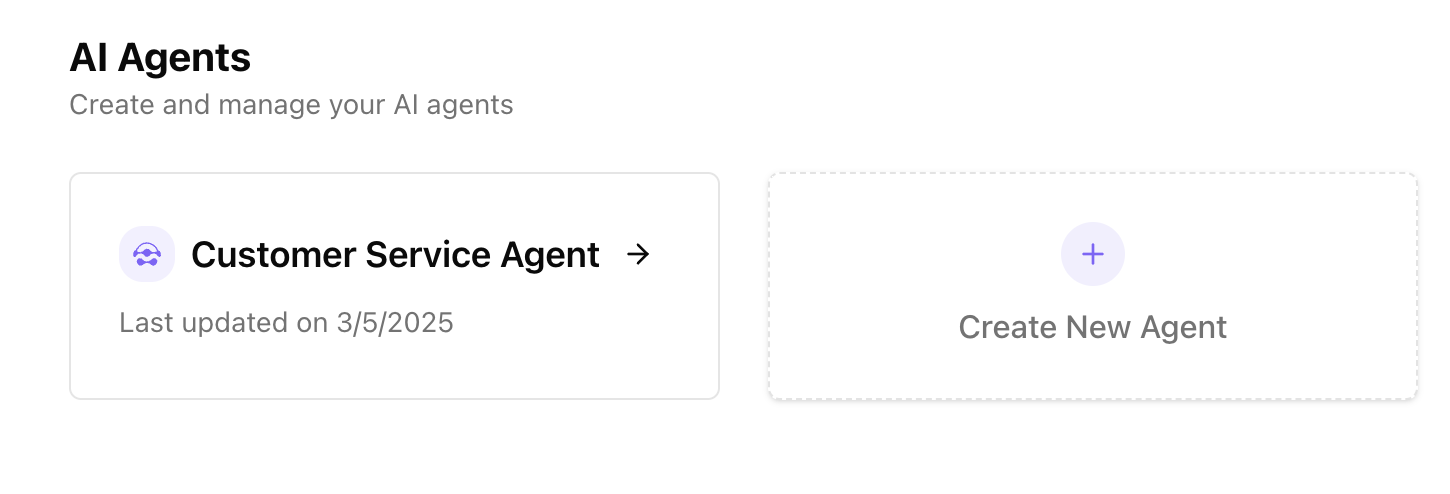 AI Agents
Create and manage your AI agents
Customer Service Agent
Last updated on 3/5/2025
Create New Agent